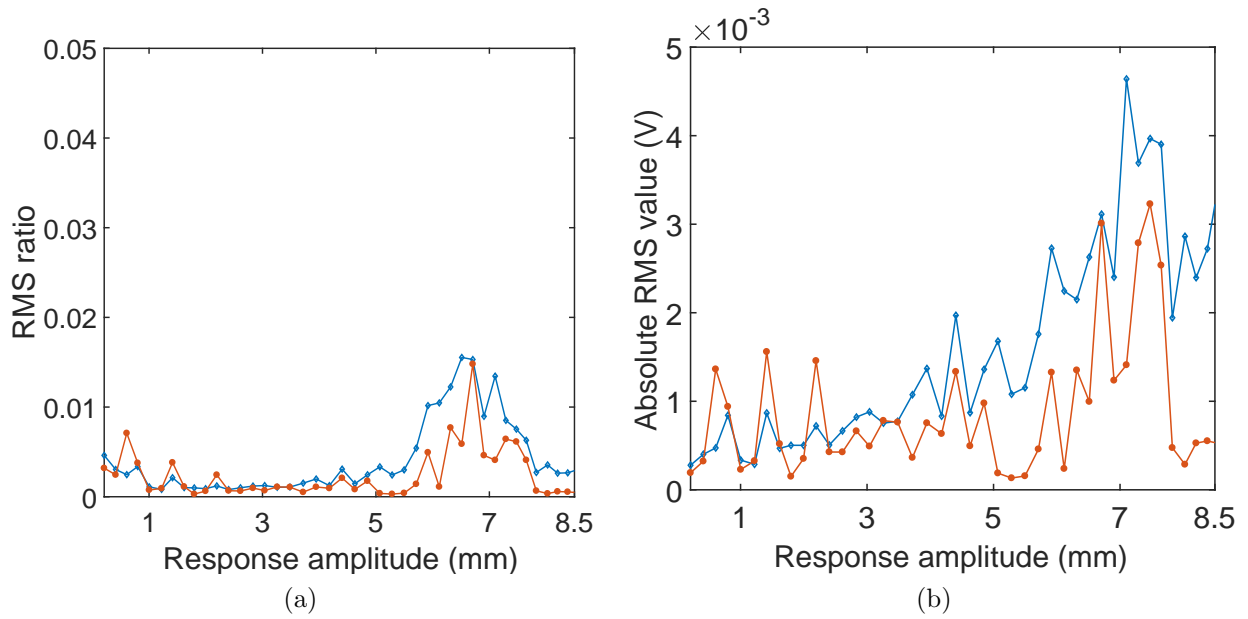 0.05
0.04
0.03
0.02
0.01
0
RMS ratio
1 3 5 7 8.5
Response amplitude (mm)
(a)
×10⁻³
5
4
3
2
1
0
Absolute RMS value (V)
1 3 5 7 8.5
Response amplitude (mm)
(b)